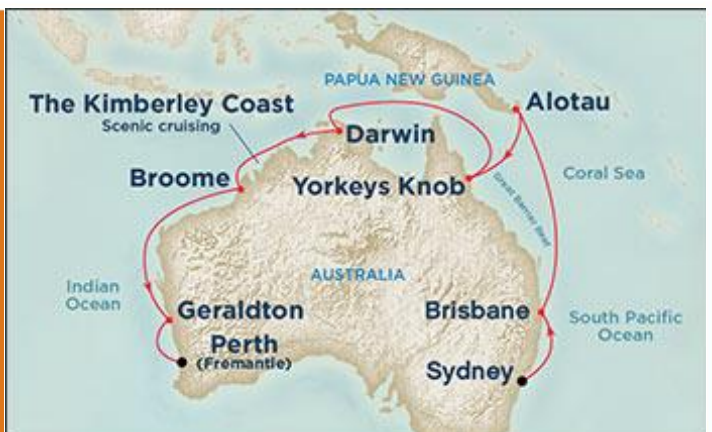 PAPUA NEW GUINEA
The Kimberley Coast
Scenic cruising
Alotau
Darwin
Broome
Yorkeys Knob
Coral Sea
Great Barrier Reef
AUSTRALIA
Indian
Ocean
Geraldton
Perth
(Fremantle)
Brisbane
South Pacific
Ocean
Sydney